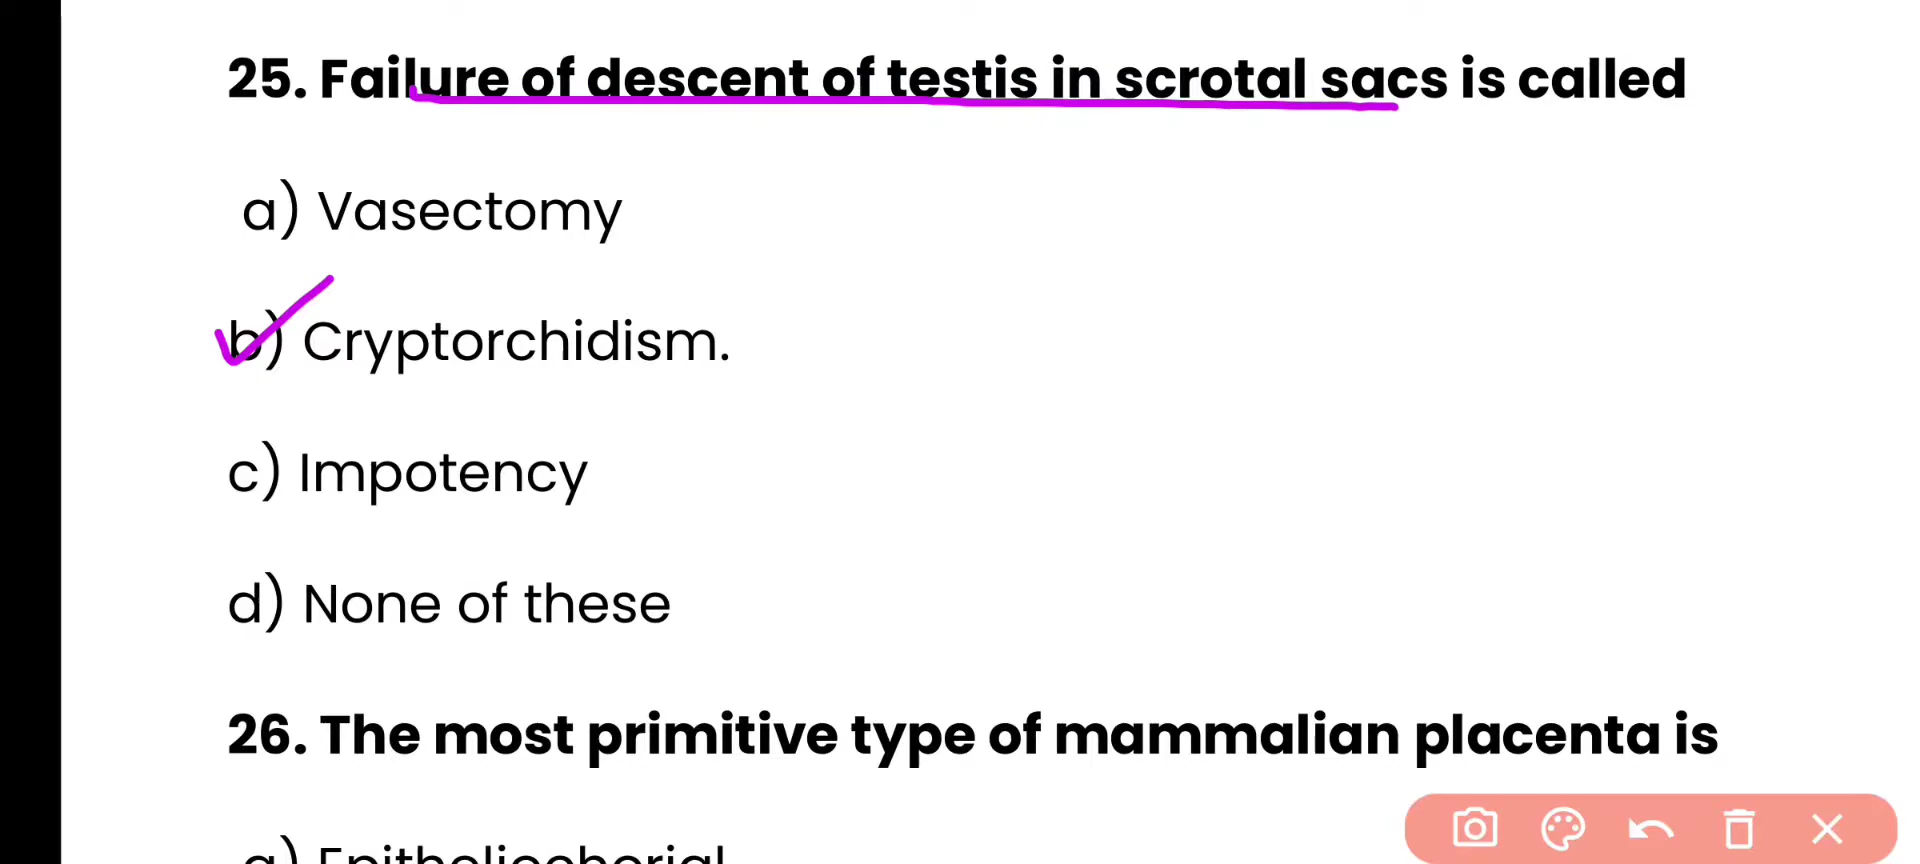 25. Failure of descent of testis in scrotal sacs is called
a) Vasectomy
b) Cryptorchidism.
c) Impotency
d) None of these
26. The most primitive type of mammalian placenta is
a) Epitheliochorial